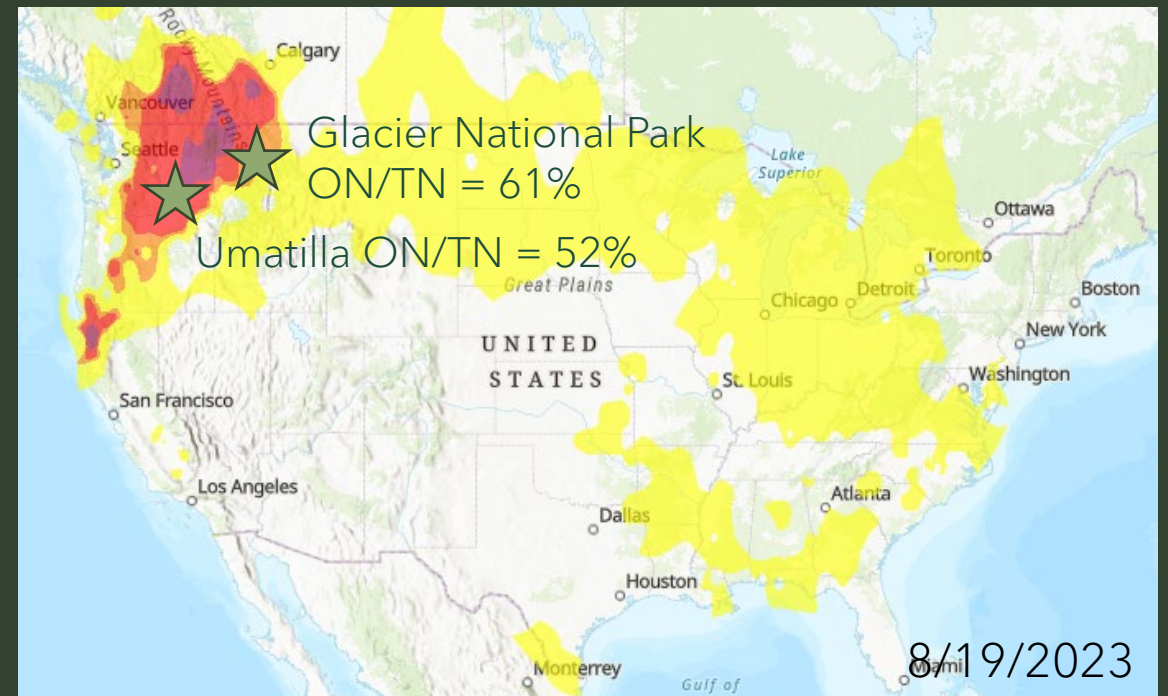 Rocky Mountains
Calgary
Vancouver
Glacier National Park
ON/TN = 61%
Seattle
Lake
Superior
Ottawa
Umatilla ON/TN = 52%
Toronto
Great Plains
Chicago
Detroit
Boston
New York
UNITED
STATES
St. Louis
Washington
San Francisco
Los Angeles
Atlanta
Dallas
Houston
Monterrey
Gulf of
Miami
8/19/2023